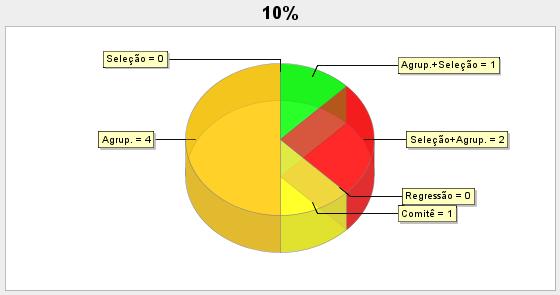 10%
Seleção = 0
Agrup.+Seleção = 1
Agrup. = 4
Seleção+Agrup. = 2
Regressão = 0
Comitê = 1